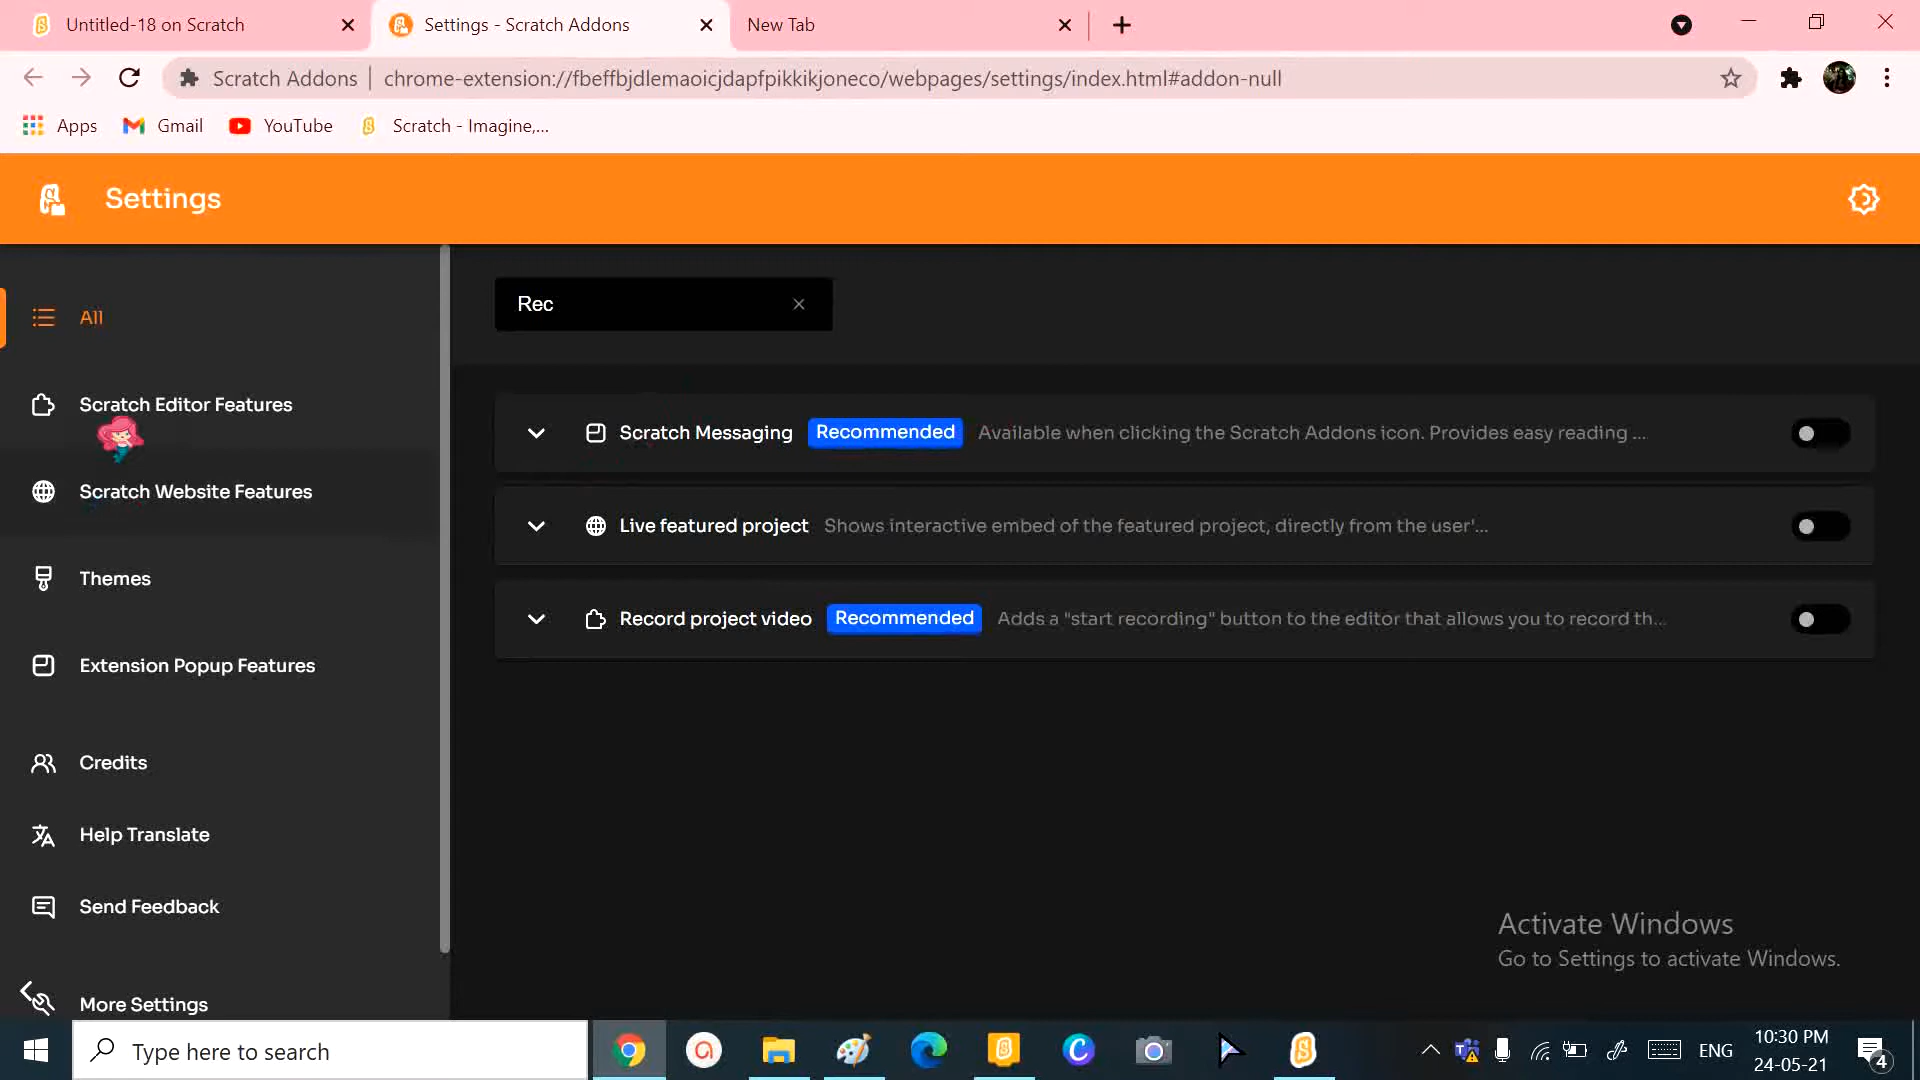 Untitled-18 on Scratch
Settings - Scratch Addons
New Tab
Scratch Addons | chrome-extension://fbeffbjdlemaoicjdapfpikkikjoneco/webpages/settings/index.html#addon-null
Apps
Gmail
YouTube
Scratch - Imagine,...
Settings
All
Scratch Editor Features
Scratch Website Features
Themes
Extension Popup Features
Credits
Help Translate
Send Feedback
More Settings
Rec
Scratch Messaging Recommended Available when clicking the Scratch Addons icon. Provides easy reading ...
Live featured project Shows interactive embed of the featured project, directly from the user'...
Record project video Recommended Adds a "start recording" button to the editor that allows you to record th...
Activate Windows
Go to Settings to activate Windows.
Type here to search
ENG
10:30 PM
24-05-21
4